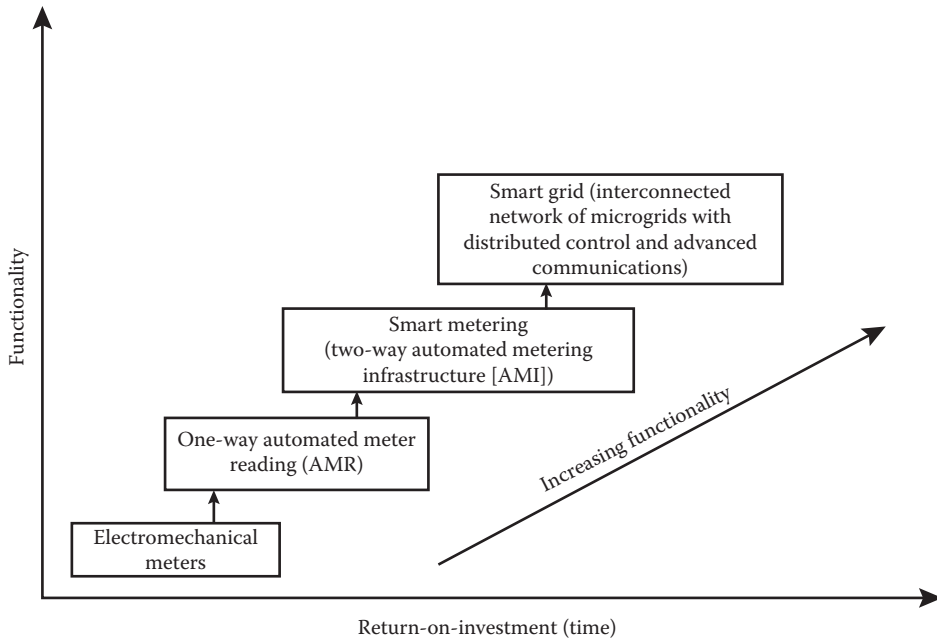 Functionality
Smart grid (interconnected
network of microgrids with
distributed control and advanced
communications)
Smart metering
(two-way automated metering
infrastructure [AMI])
One-way automated meter
reading (AMR)
Electromechanical
meters
Increasing functionality
Return-on-investment (time)